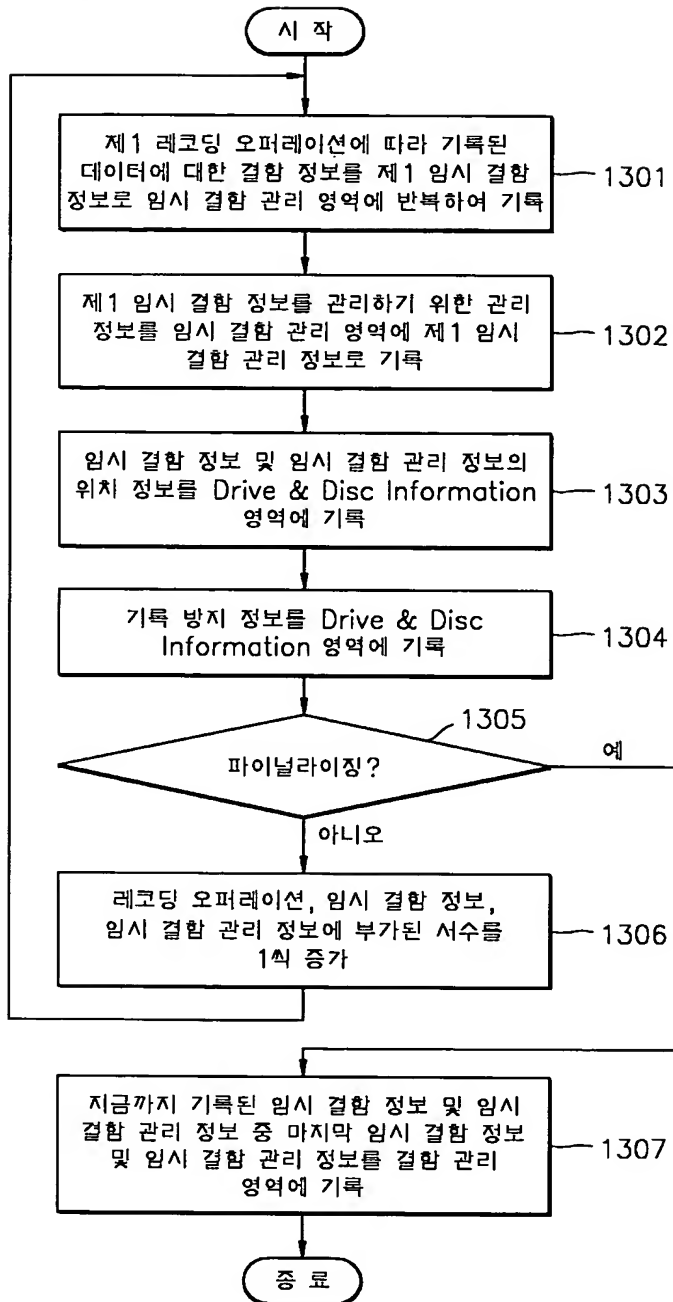 시 작
제1 레코딩 오퍼레이션에 따라 기록된
데이터에 대한 결함 정보를 제1 임시 결함
정보로 임시 결함 관리 영역에 반복하여 기록
1301
제1 임시 결함 정보를 관리하기 위한 관리
정보를 임시 결함 관리 영역에 제1 임시
결함 관리 정보로 기록
1302
임시 결함 정보 및 임시 결함 관리 정보의
위치 정보를 Drive & Disc Information
영역에 기록
1303
기록 방지 정보를 Drive & Disc
Information 영역에 기록
1304
1305
파이널라이징?
예
아니오
레코딩 오퍼레이션, 임시 결함 정보,
임시 결함 관리 정보에 부가된 서수를
1씩 증가
1306
지금까지 기록된 임시 결함 정보 및 임시
결함 관리 정보 중 마지막 임시 결함 정보
및 임시 결함 관리 정보를 결함 관리
영역에 기록
1307
종 료